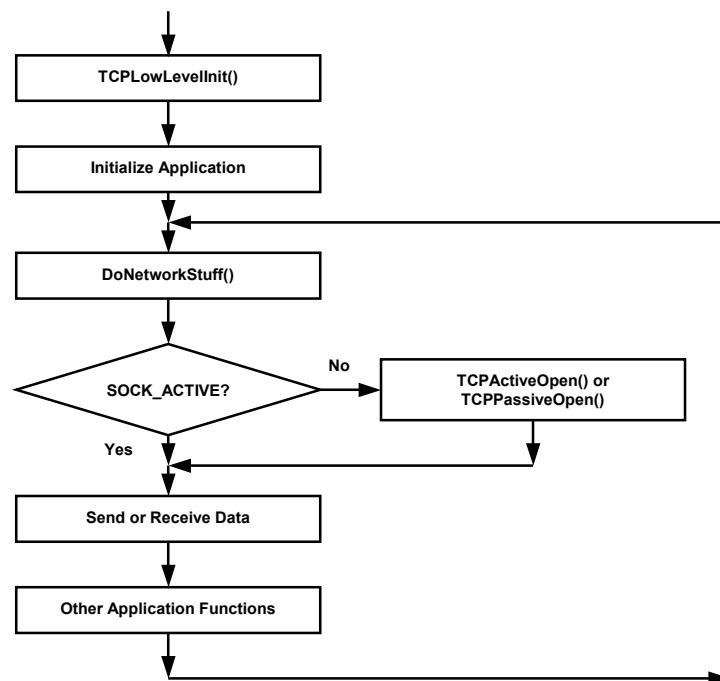 TCPLowLevelInit()
Initialize Application
DoNetworkStuff()
SOCK_ACTIVE?
No
TCPActiveOpen() or
TCPPassiveOpen()
Yes
Send or Receive Data
Other Application Functions